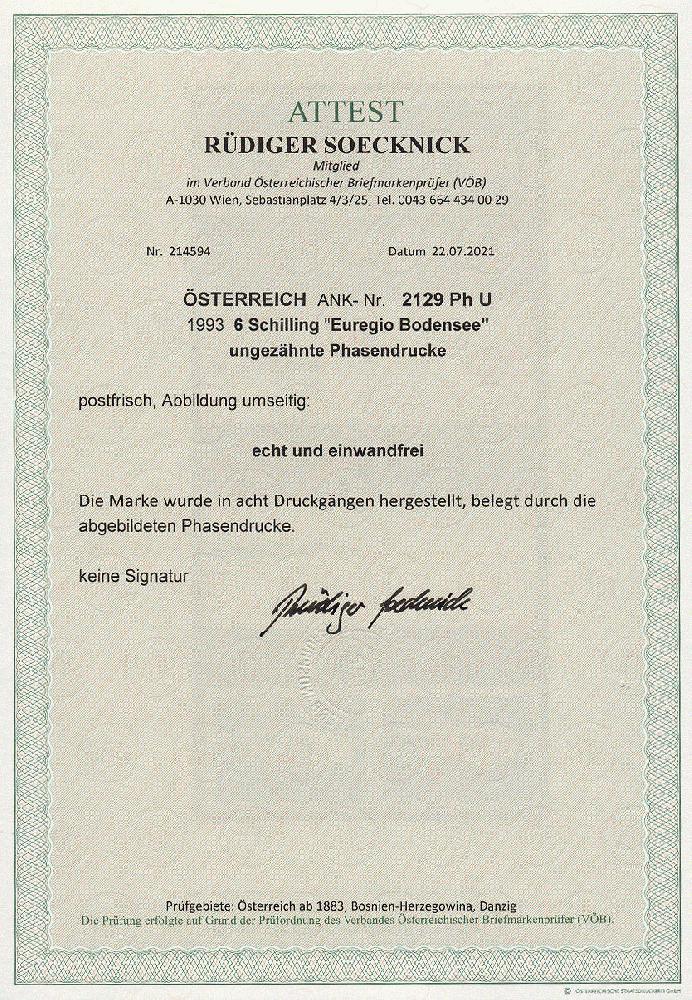 ATTEST
RÜDIGER SOECKNICK
Mitglied
im Verband Österreichischer Briefmarkenprüfer (VÖB)
A-1030 Wien, Sebastianplatz 4/3/25, Tel. 0043 664 434 00 29
Nr. 214594 Datum 22.07.2021
ÖSTERREICH ANK- Nr. 2129 Ph U
1993 6 Schilling "Euregio Bodensee"
ungezähnte Phasendrucke
postfrisch, Abbildung umseitig:
echt und einwandfrei
Die Marke wurde in acht Druckgängen hergestellt, belegt durch die
abgebildeten Phasendrucke.
keine Signatur
Rüdiger Soecknick
Prüfgebiete: Österreich ab 1883, Bosnien-Herzegowina, Danzig
Die Prüfung erfolgte auf Grund der Prüfordnung des Verbandes Österreichischer Briefmarkenprüfer (VÖB).
© ÖSTERREICHISCHE STAATSDRUCKEREI GmbH